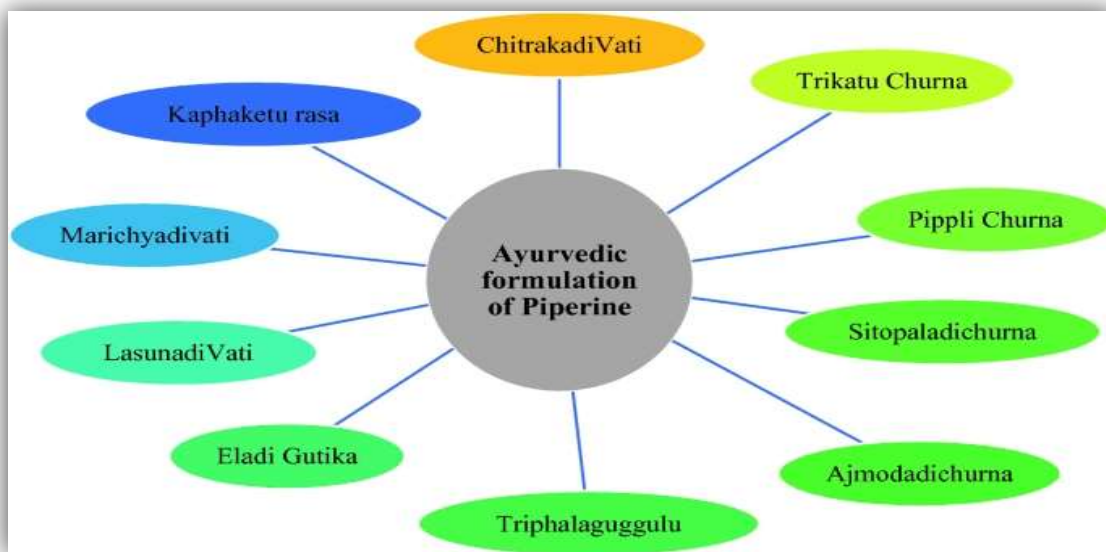 ChitrakadiVati
Trikatu Churna
Kaphaketu rasa
Pippli Churna
Marichyadivati
Ayurvedic
formulation
of Piperine
Sitopaladichurna
LasunadiVati
Eladi Gutika
Ajmodadichurna
Triphalaguggulu